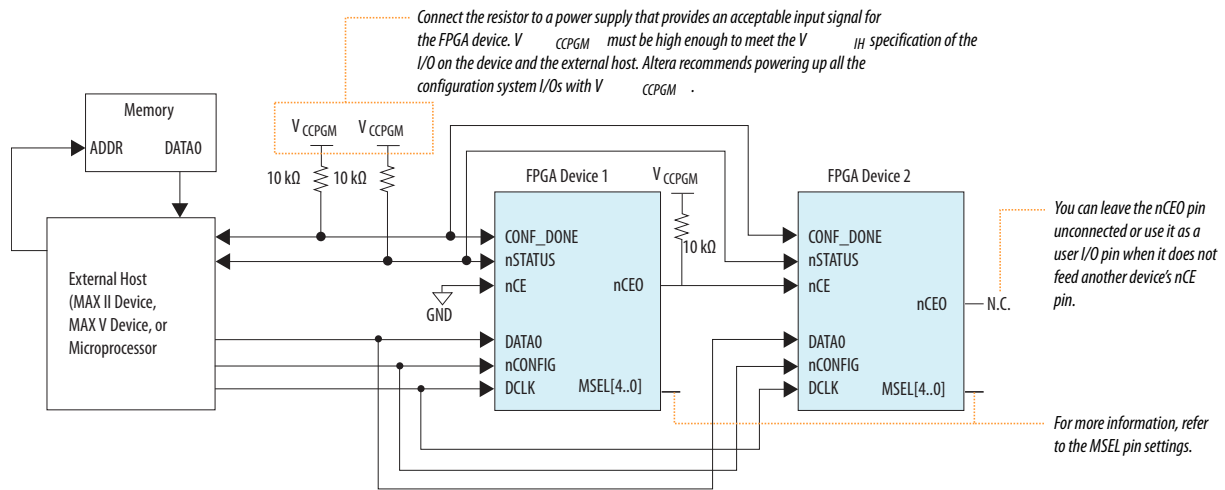 Connect the resistor to a power supply that provides an acceptable input signal for
the FPGA device. V CCPGM must be high enough to meet the V IH specification of the
I/O on the device and the external host. Altera recommends powering up all the
configuration system I/Os with V CCPGM .
Memory
ADDR DATA0
V CCPGM V CCPGM
10 kΩ 10 kΩ
FPGA Device 1
V CCPGM
10 kΩ
FPGA Device 2
You can leave the nCEO pin
unconnected or use it as a
user I/O pin when it does not
feed another device's nCE
pin.
External Host
(MAX II Device,
MAX V Device, or
Microprocessor
GND
CONF_DONE
nSTATUS
nCE
nCEO
DATA0
nCONFIG
DCLK
MSEL[4..0]
CONF_DONE
nSTATUS
nCE
nCEO
N.C.
DATA0
nCONFIG
DCLK
MSEL[4..0]
For more information, refer
to the MSEL pin settings.